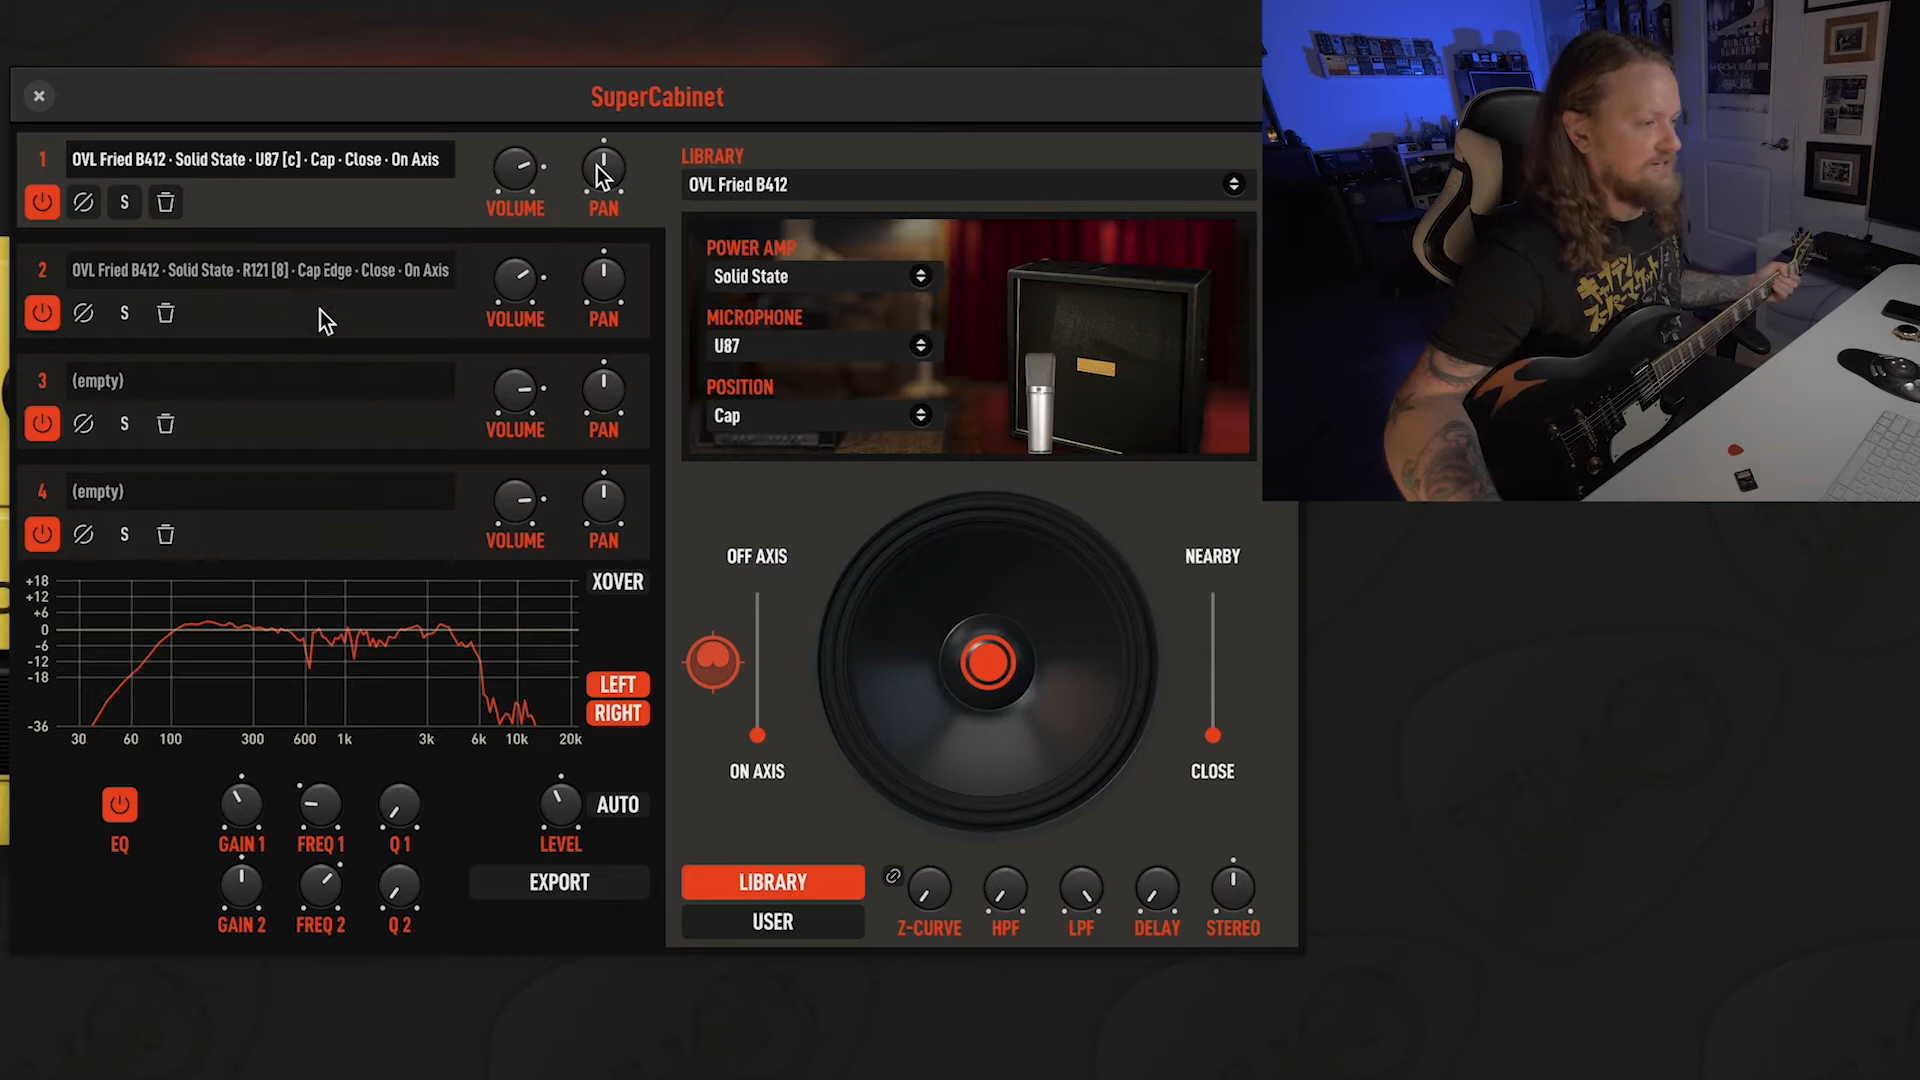 SuperCabinet
1
OVL Fried B412 · Solid State · U87 [c] · Cap · Close · On Axis
S
VOLUME
PAN
2
OVL Fried B412 · Solid State · R121 [8] · Cap Edge · Close · On Axis
S
VOLUME
PAN
3
(empty)
S
VOLUME
PAN
4
(empty)
S
VOLUME
PAN
+18
+12
+6
0
-6
-12
-18
-36
30 60 100 300 600 1k 3k 6k 10k 20k
XOVER
LEFT
RIGHT
EQ
GAIN 1
FREQ 1
Q 1
LEVEL
AUTO
GAIN 2
FREQ 2
Q 2
EXPORT
LIBRARY
OVL Fried B412
POWER AMP
Solid State
MICROPHONE
U87
POSITION
Cap
OFF AXIS
ON AXIS
NEARBY
CLOSE
LIBRARY
USER
Z-CURVE
HPF
LPF
DELAY
STEREO